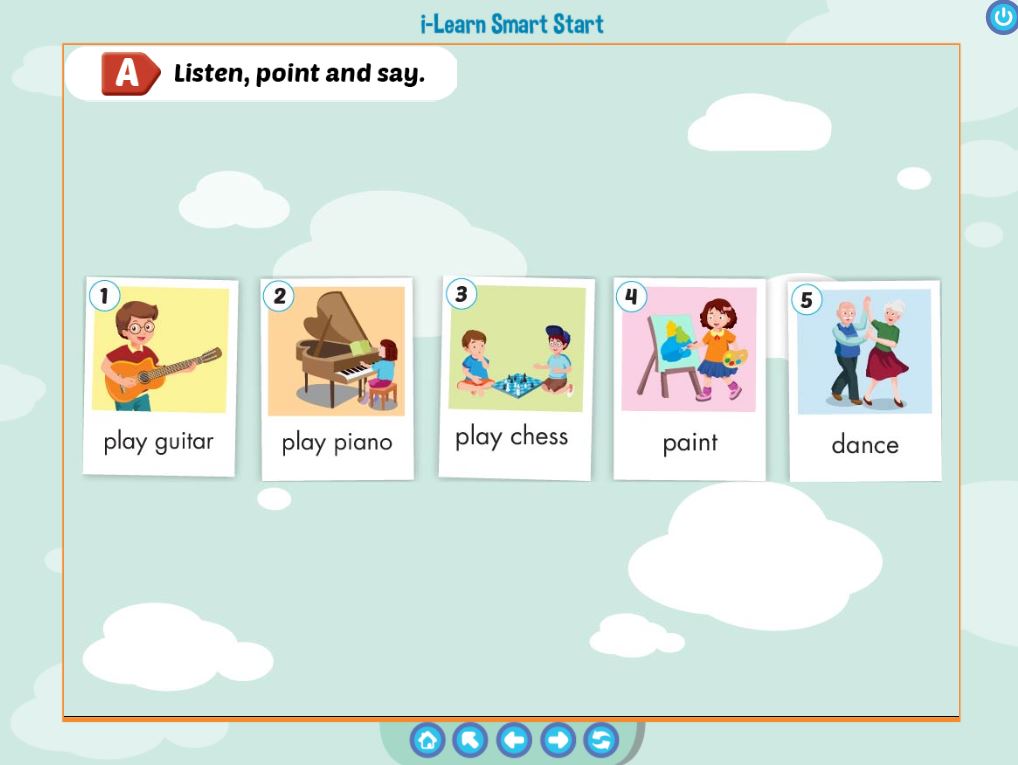 i-Learn Smart Start
A Listen, point and say.
1
play guitar
2
play piano
3
play chess
4
paint
5
dance